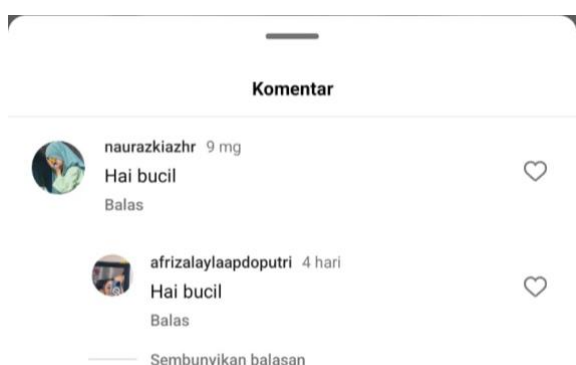 Komentar
naurazkiazhr 9 mg
Hai bucil
Balas
afrizalaylaapdoputri 4 hari
Hai bucil
Balas
Sembunyikan balasan